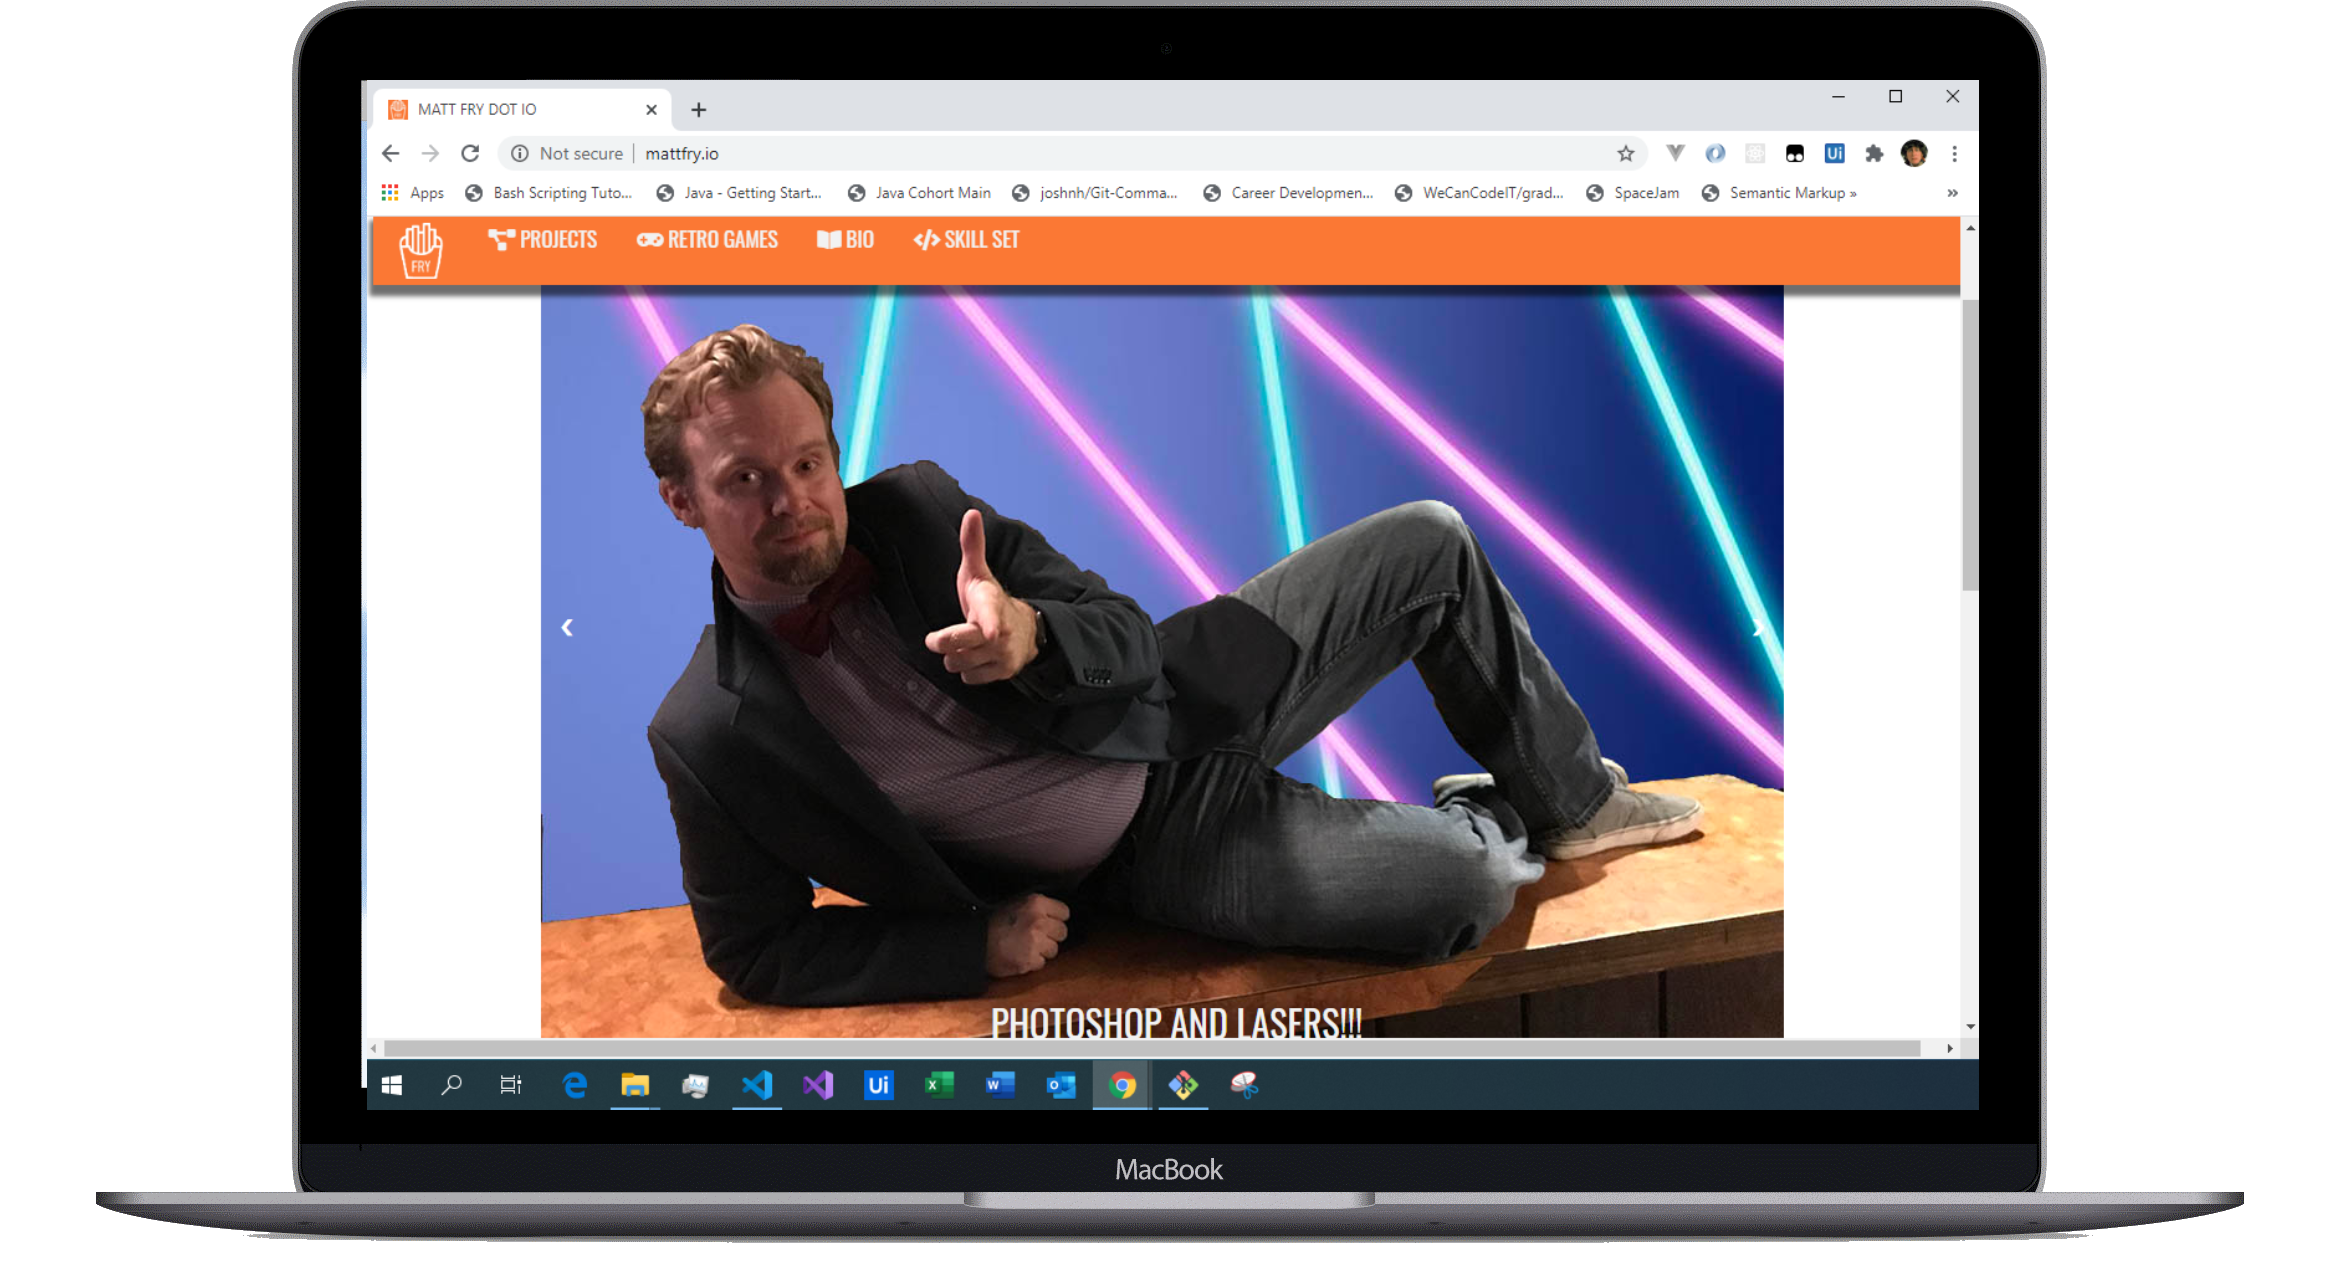 MATT FRY DOT IO
Not secure | mattfry.io
Ui
Apps Bash Scripting Tuto... Java - Getting Start... Java Cohort Main joshnh/Git-Comma... Career Developmen... WeCanCodeIT/grad... SpaceJam Semantic Markup » »
FRY PROJECTS RETRO GAMES BIO </> SKILL SET
PHOTOSHOP AND LASERS!!!
Ui
MacBook